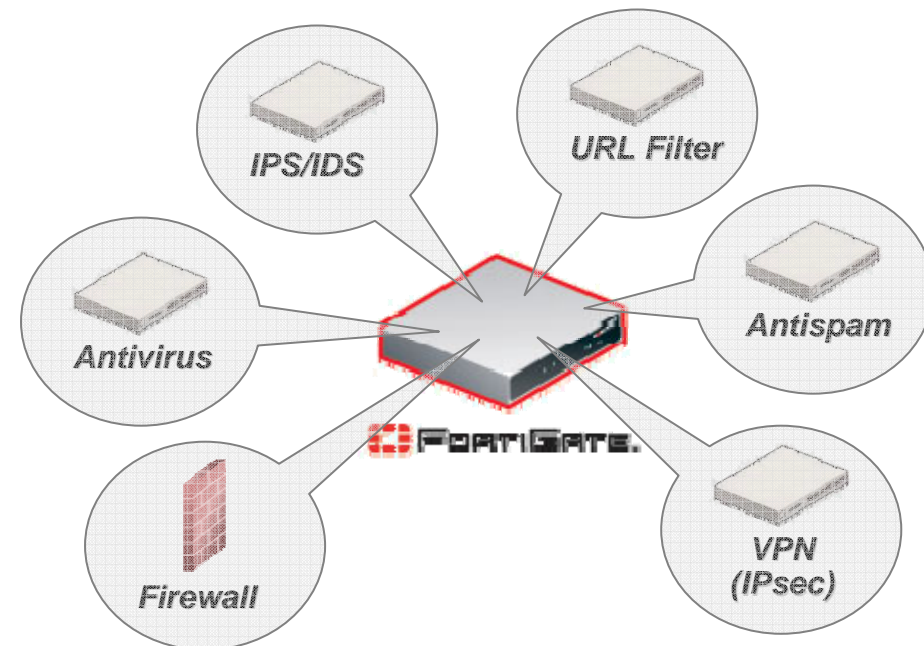 IPS/IDS
URL Filter
Antivirus
Antispam
FORTIGATE.
Firewall
VPN
(IPsec)